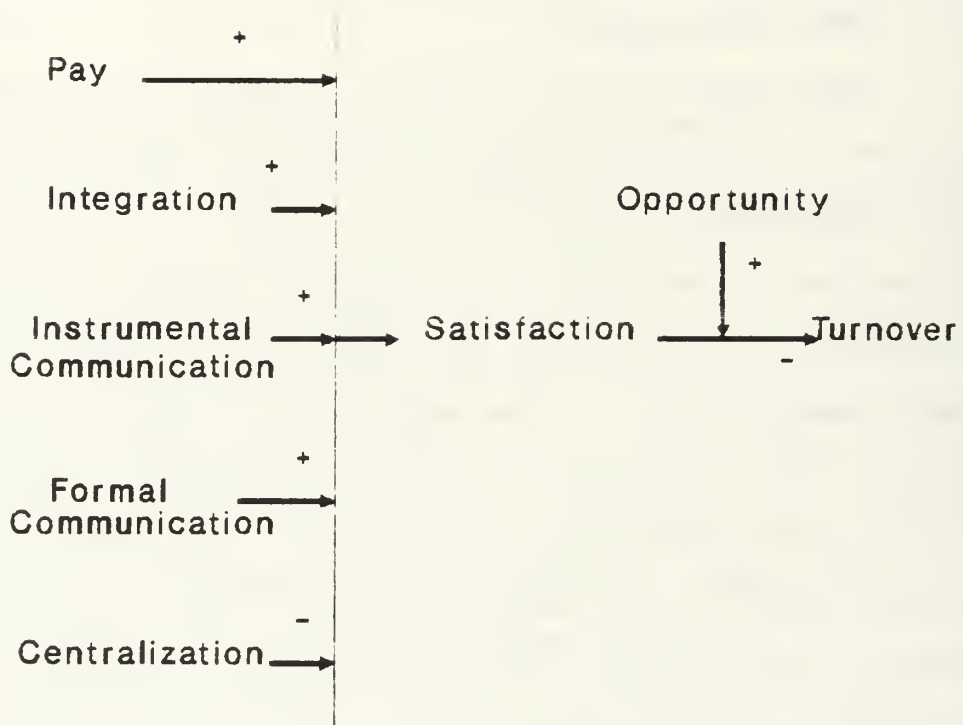 +
Pay
+
Integration
Opportunity
+
+
Instrumental
Communication
Satisfaction
Turnover
-
+
Formal
Communication
-
Centralization